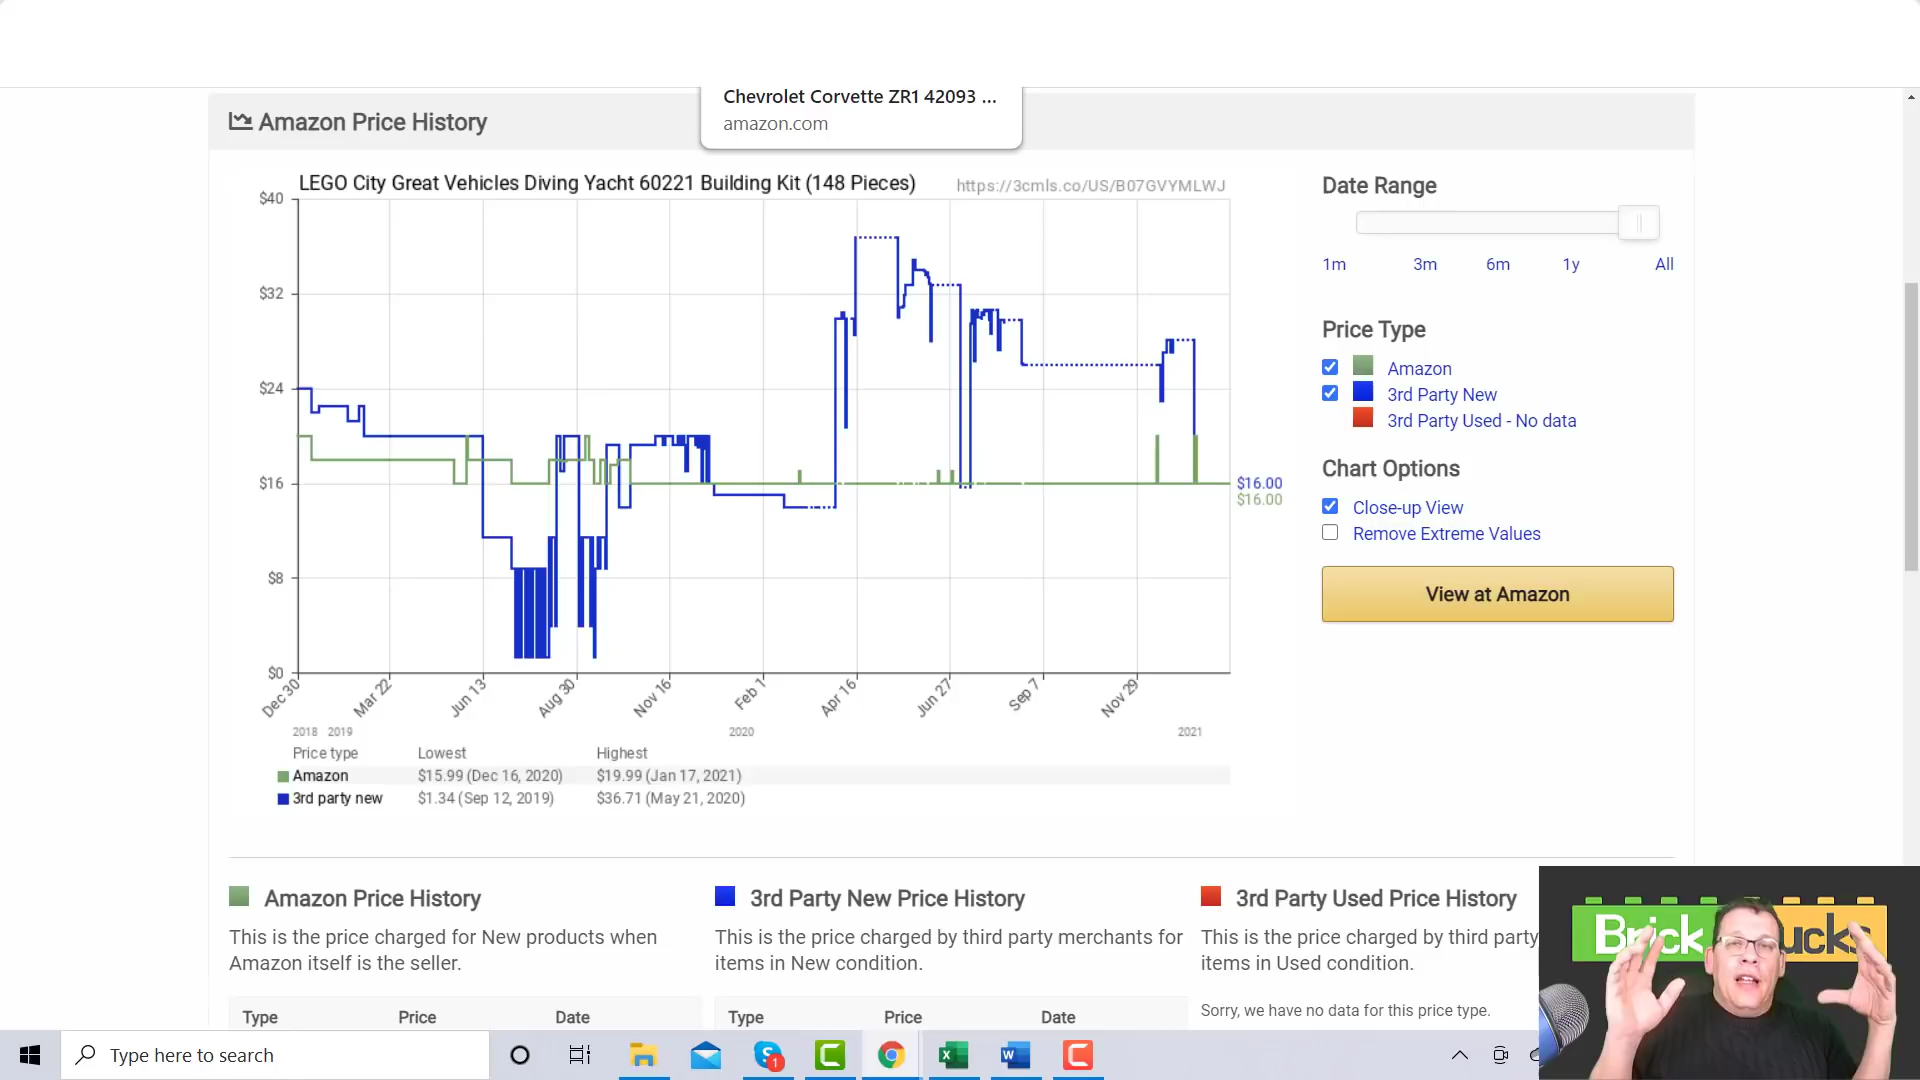 Chevrolet Corvette ZR1 42093 ...
amazon.com
Amazon Price History
LEGO City Great Vehicles Diving Yacht 60221 Building Kit (148 Pieces)
https://3cmls.co/US/B07GVYMLWJ
$40
$32
$24
$16
$8
$0
$16.00
$16.00
Dec 30
Mar 22
Jun 13
Aug 30
Nov 16
Feb 1
Apr 16
Jun 27
Sep 7
Nov 29
2018 2019 2020 2021
Price type Lowest Highest
Amazon $15.99 (Dec 16, 2020) $19.99 (Jan 17, 2021)
3rd party new $1.34 (Sep 12, 2019) $36.71 (May 21, 2020)
Date Range
1m 3m 6m 1y All
Price Type
Amazon
3rd Party New
3rd Party Used - No data
Chart Options
Close-up View
Remove Extreme Values
View at Amazon
Amazon Price History
This is the price charged for New products when
Amazon itself is the seller.
Type Price Date
3rd Party New Price History
This is the price charged by third party merchants for
items in New condition.
Type Price Date
3rd Party Used Price History
This is the price charged by third party
items in Used condition.
Sorry, we have no data for this price type.
Brick ucks
Type here to search
1